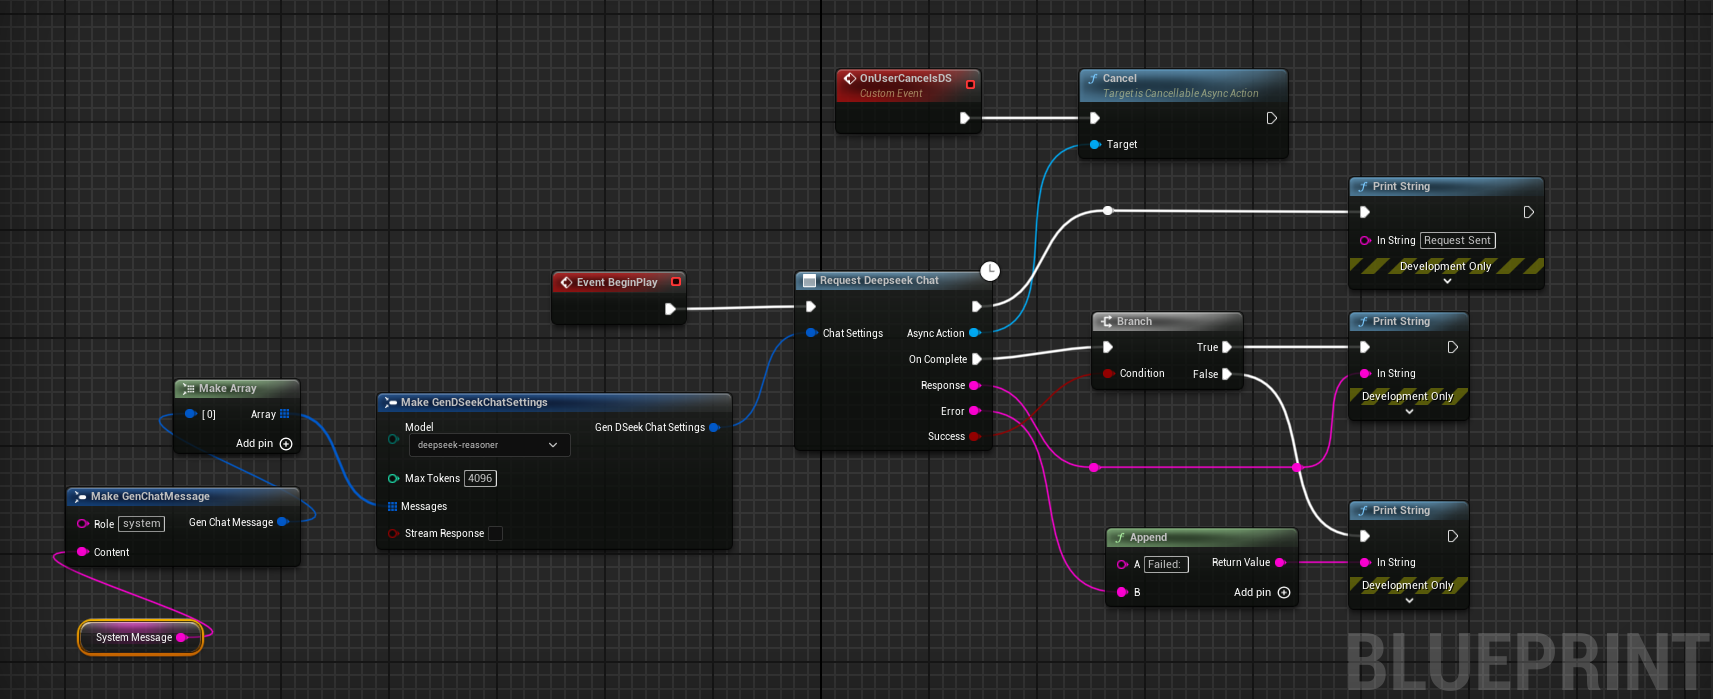 OnUserCancelsDS
Custom Event
Cancel
Target is Cancellable Async Action
Target
Print String
In String Request Sent
Development Only
Event BeginPlay
Request Deepseek Chat
Chat Settings
Async Action
On Complete
Response
Error
Success
Branch
True
Condition
False
Print String
In String
Development Only
Make Array
[0]
Array
Add pin
Make GenDSeekChatSettings
Model
deepseek-reasoner
Gen DSeek Chat Settings
Max Tokens 4096
Messages
Stream Response
Make GenChatMessage
Role system
Gen Chat Message
Content
System Message
Append
A Failed:
Return Value
B
Add pin
Print String
In String
Development Only
BLUEPRINT